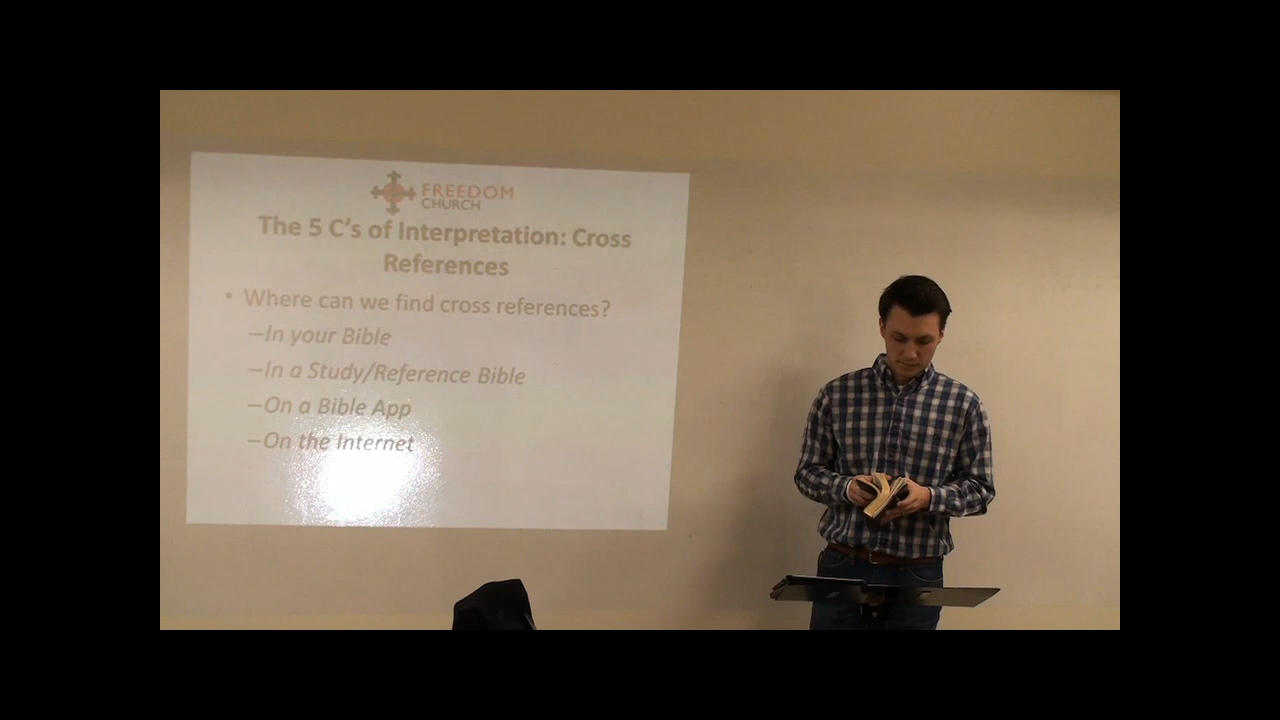 FREEDOM
CHURCH
The 5 C's of Interpretation: Cross
References
• Where can we find cross references?
–In your Bible
–In a Study/Reference Bible
–On a Bible App
–On the Internet